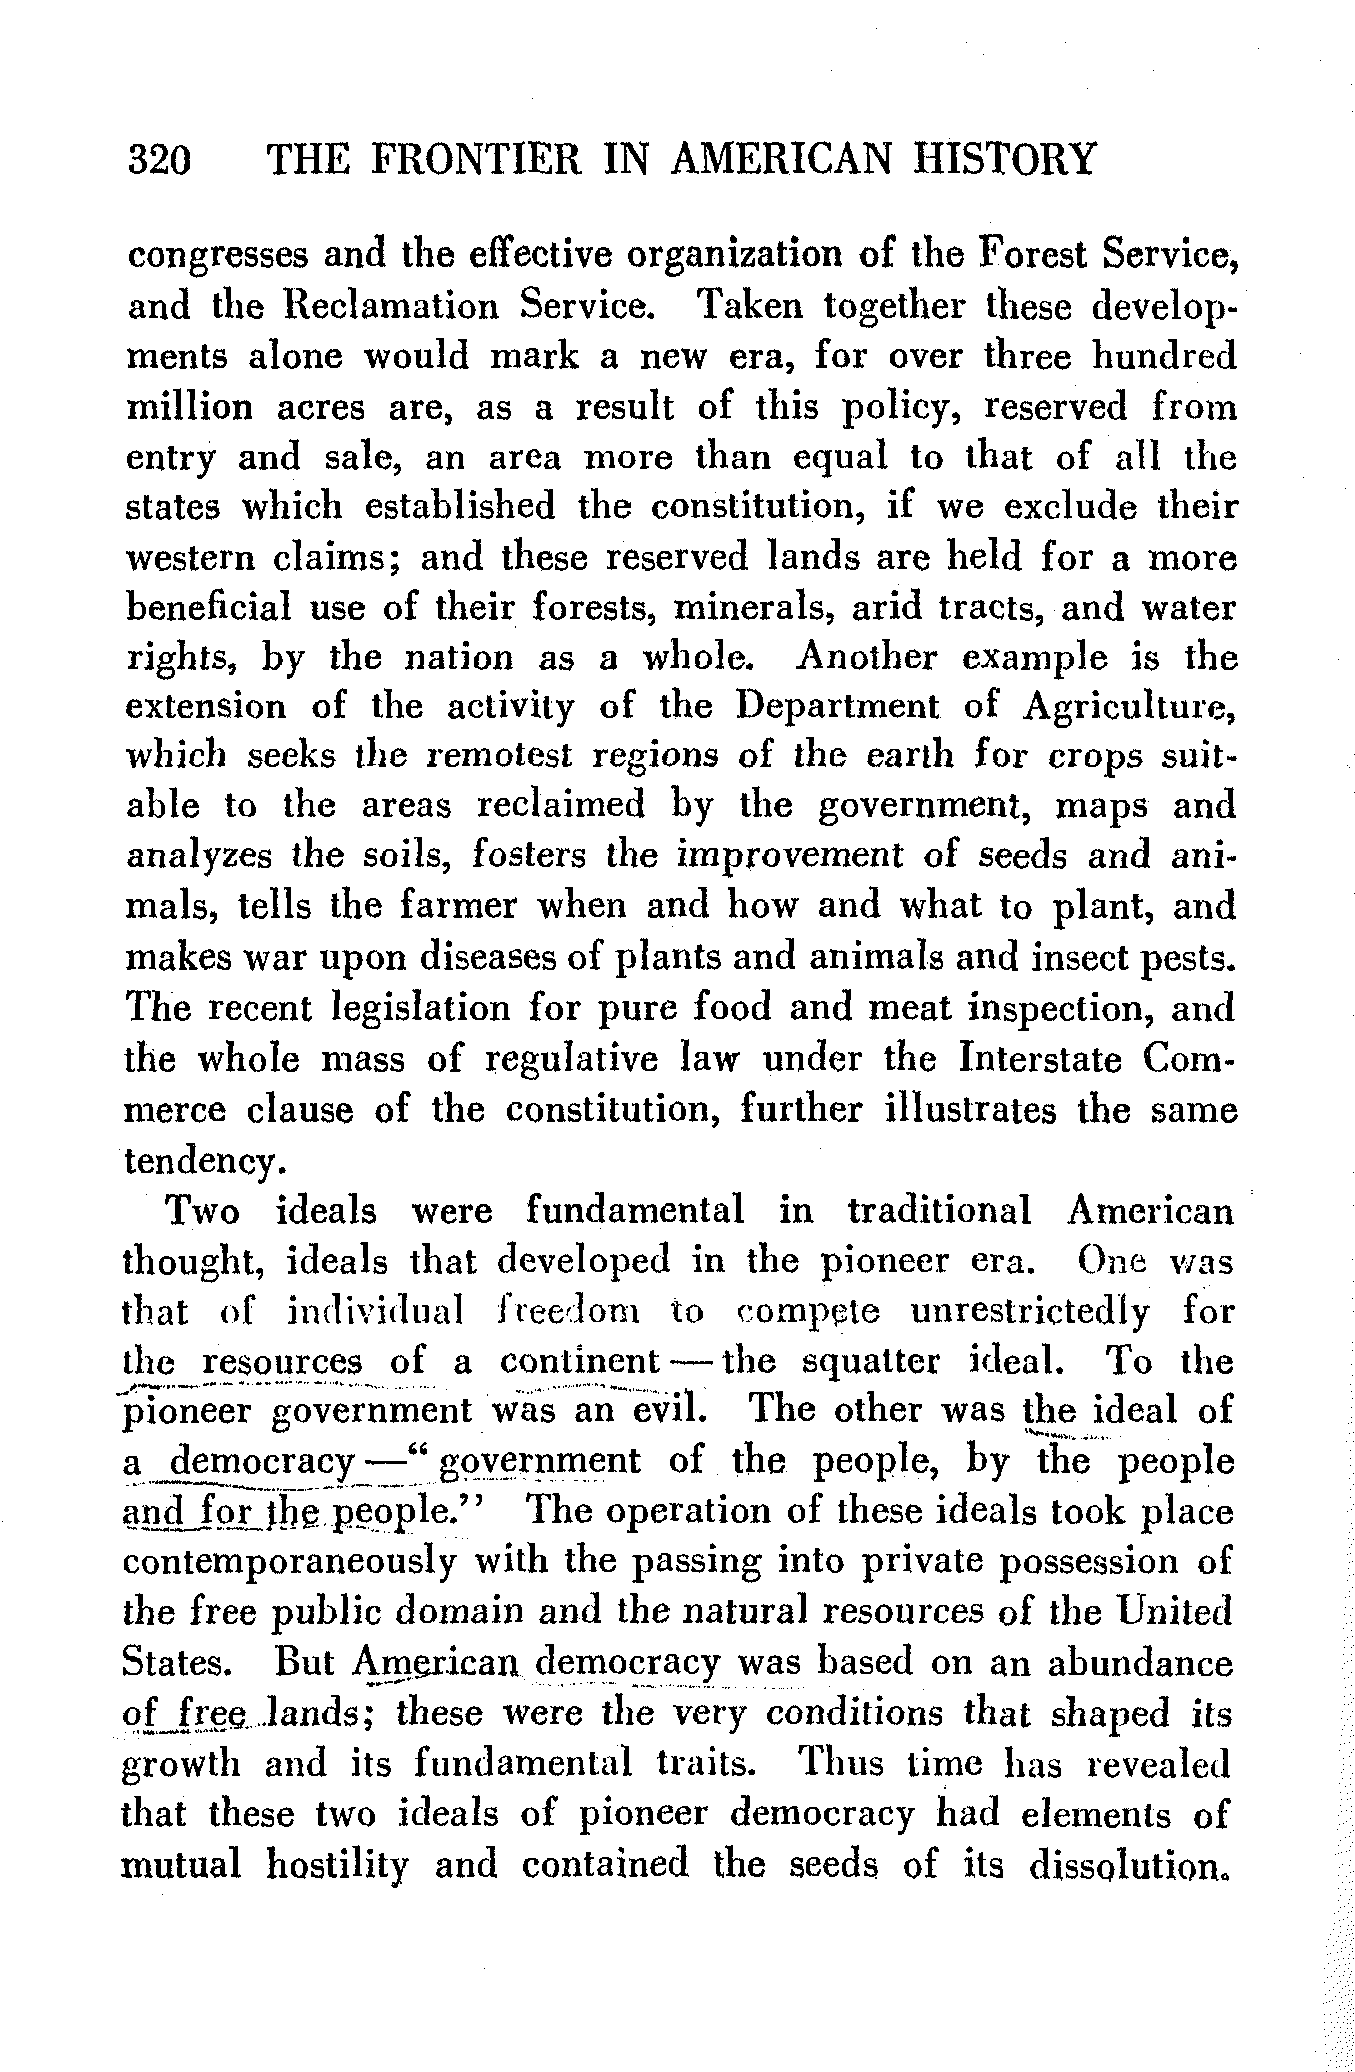 320 THE FRONTIER IN AMERICAN HISTORY
congresses and the effective organization of the Forest Service,
and the Reclamation Service. Taken together these develop-
ments alone would mark a new era, for over three hundred
million acres are, as a result of this policy, reserved from
entry and sale, an area more than equal to that of all the
states which established the constitution, if we exclude their
western claims; and these reserved lands are held for a more
beneficial use of their forests, minerals, arid tracts, and water
rights, by the nation as a whole. Another example is the
extension of the activity of the Department of Agriculture,
which seeks the remotest regions of the earth for crops suit-
able to the areas reclaimed by the government, maps and
analyzes the soils, fosters the improvement of seeds and ani-
mals, tells the farmer when and how and what to plant, and
makes war upon diseases of plants and animals and insect pests.
The recent legislation for pure food and meat inspection, and
the whole mass of regulative law under the Interstate Com-
merce clause of the constitution, further illustrates the same
tendency.
Two ideals were fundamental in traditional American
thought, ideals that developed in the pioneer era. One was
that of individual freedom to compete unrestrictedly for
the resources of a continent — the squatter ideal. To the
pioneer government was an evil. The other was the ideal of
a democracy — “ government of the people, by the people
and for the people.” The operation of these ideals took place
contemporaneously with the passing into private possession of
the free public domain and the natural resources of the United
States. But American democracy was based on an abundance
of free lands; these were the very conditions that shaped its
growth and its fundamental traits. Thus time has revealed
that these two ideals of pioneer democracy had elements of
mutual hostility and contained the seeds of its dissolution.